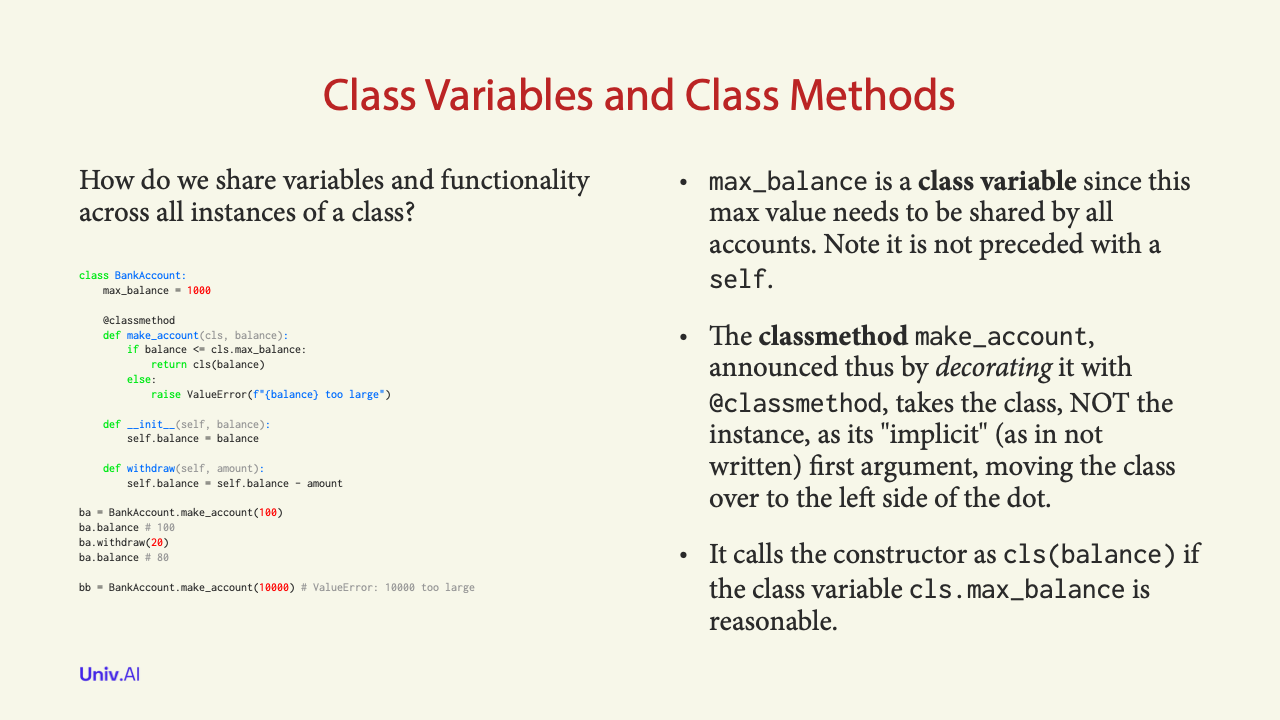 Class Variables and Class Methods
How do we share variables and functionality
across all instances of a class?
class BankAccount:
    max_balance = 1000

    @classmethod
    def make_account(cls, balance):
        if balance <= cls.max_balance:
            return cls(balance)
        else:
            raise ValueError(f"{balance} too large")

    def __init__(self, balance):
        self.balance = balance

    def withdraw(self, amount):
        self.balance = self.balance - amount

ba = BankAccount.make_account(100)
ba.balance # 100
ba.withdraw(20)
ba.balance # 80

bb = BankAccount.make_account(10000) # ValueError: 10000 too large
• max_balance is a class variable since this
max value needs to be shared by all
accounts. Note it is not preceded with a
self.
• The classmethod make_account,
announced thus by decorating it with
@classmethod, takes the class, NOT the
instance, as its "implicit" (as in not
written) first argument, moving the class
over to the left side of the dot.
• It calls the constructor as cls(balance) if
the class variable cls.max_balance is
reasonable.
Univ.AI